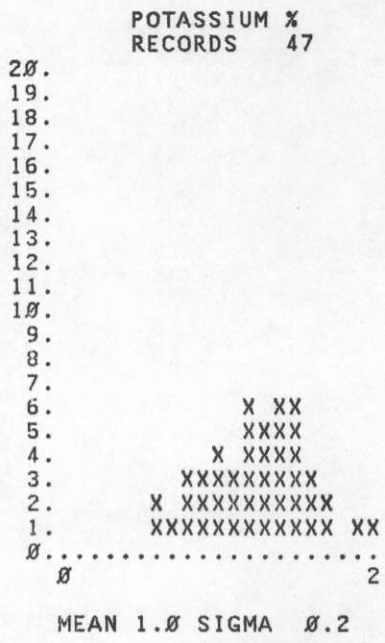 POTASSIUM %
RECORDS 47
2Ø.
19.
18.
17.
16.
15.
14.
13.
12.
11.
1Ø.
9.
8.
7.
6. X XX
5. XXXX
4. X XXXX
3. XXXXXXXXX
2. X XXXXXXXXXX
1. XXXXXXXXXXXX XX
Ø......................
Ø 2
MEAN 1.Ø SIGMA Ø.2